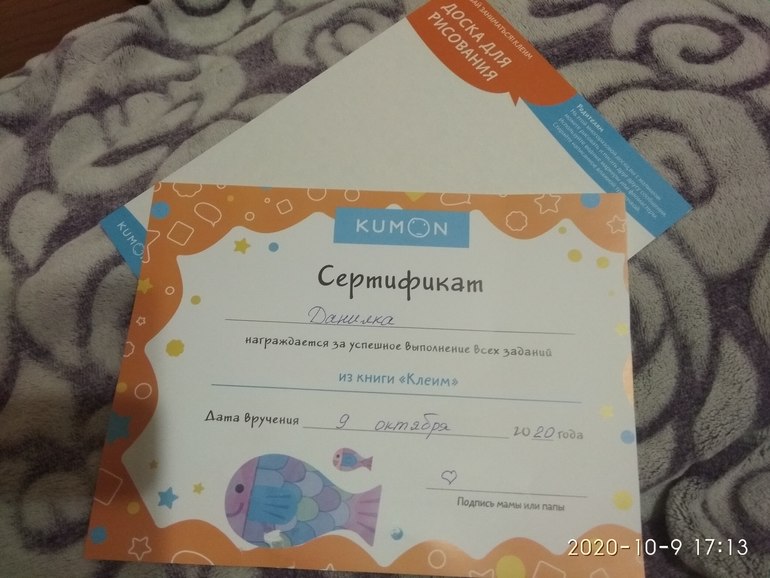 ДОСКА ДЛЯ
РИСОВАНИЯ
Родителям
KUMON
KUMON
Сертификат
Данилка
награждается за успешное выполнение всех заданий
из книги «Клеим»
Дата вручения 9 октября 2020 года
Подпись мамы или папы
2020-10-9 17:13